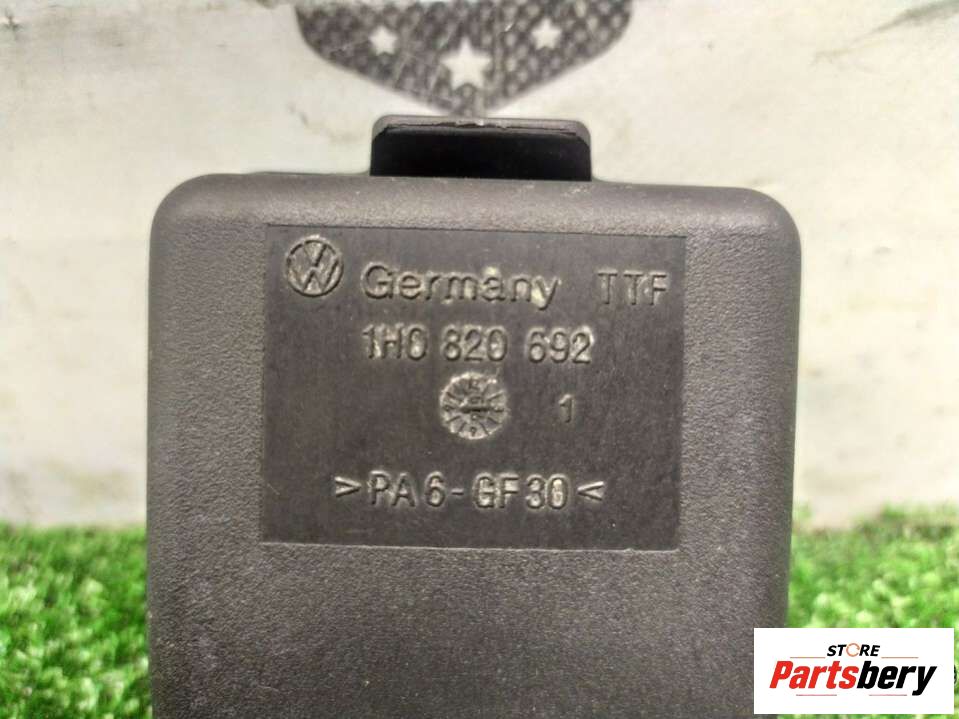 Germany TTF
1H0 820 692
1
>PA6-GF30<
STORE
Partsbery